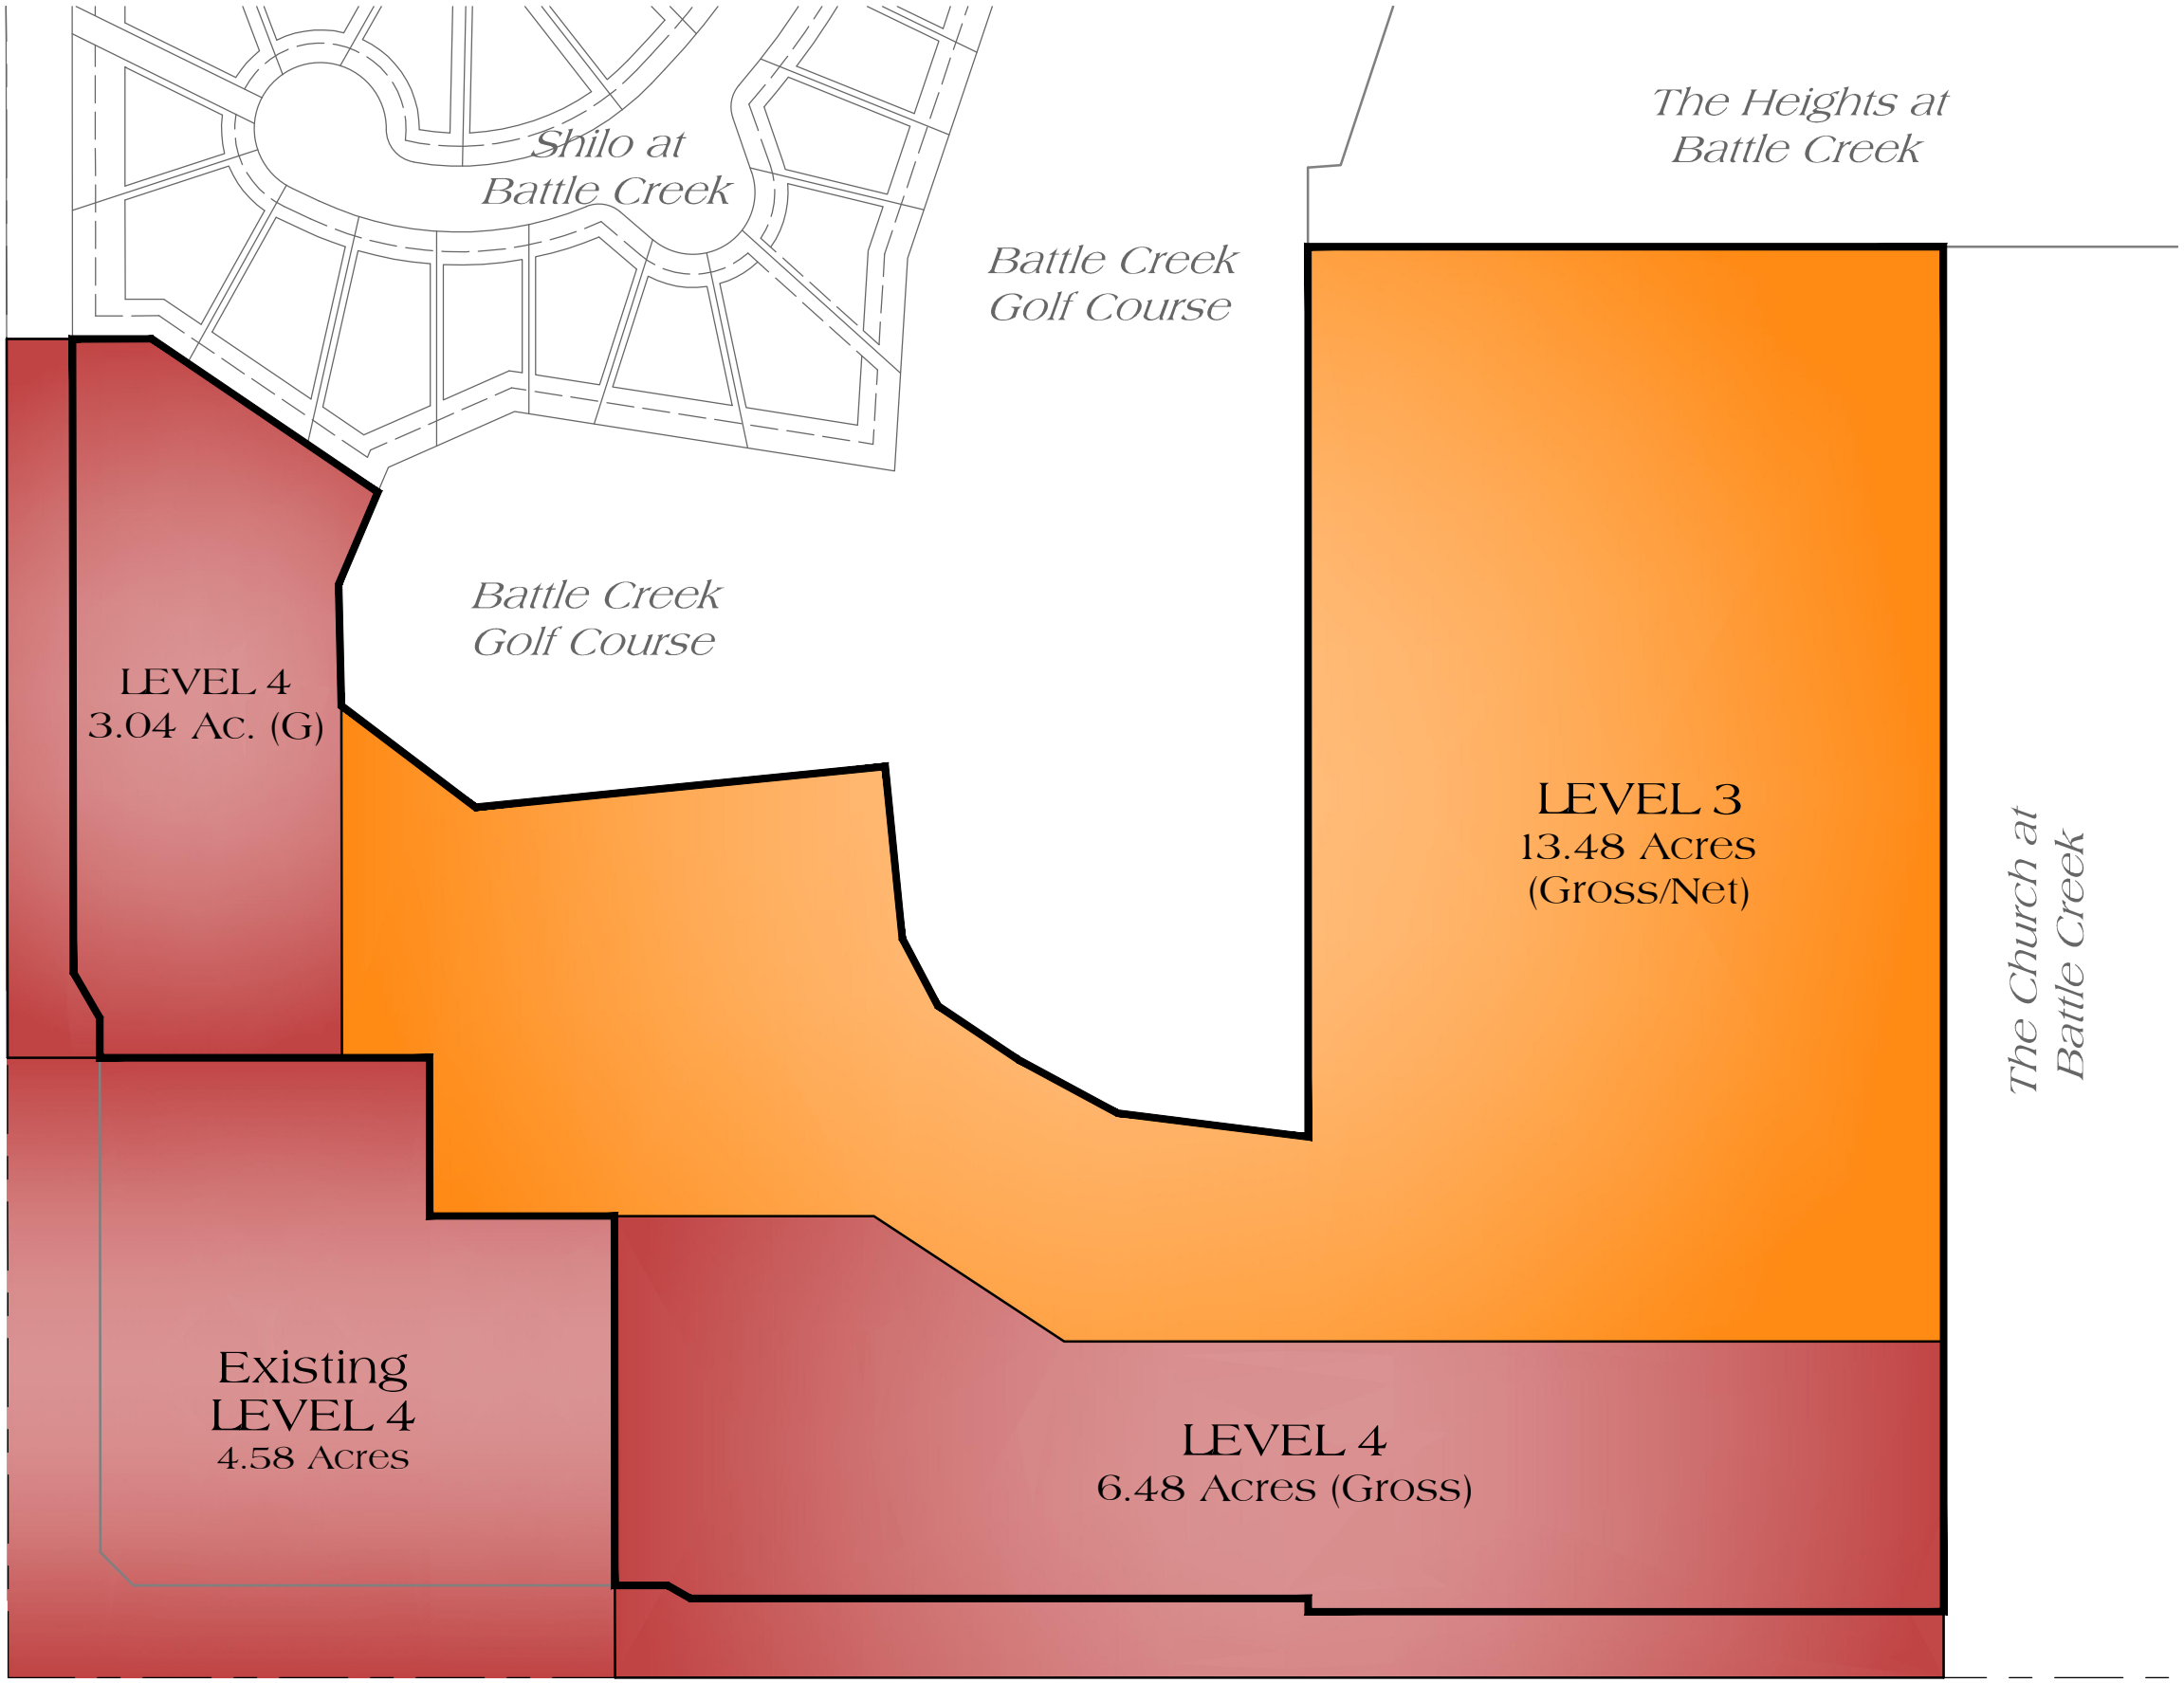 The Heights at
Battle Creek
Shilo at
Battle Creek
Battle Creek
Golf Course
Battle Creek
Golf Course
LEVEL 4
3.04 Ac. (G)
LEVEL 3
13.48 Acres
(Gross/Net)
The Church at
Battle Creek
Existing
LEVEL 4
4.58 Acres
LEVEL 4
6.48 Acres (Gross)